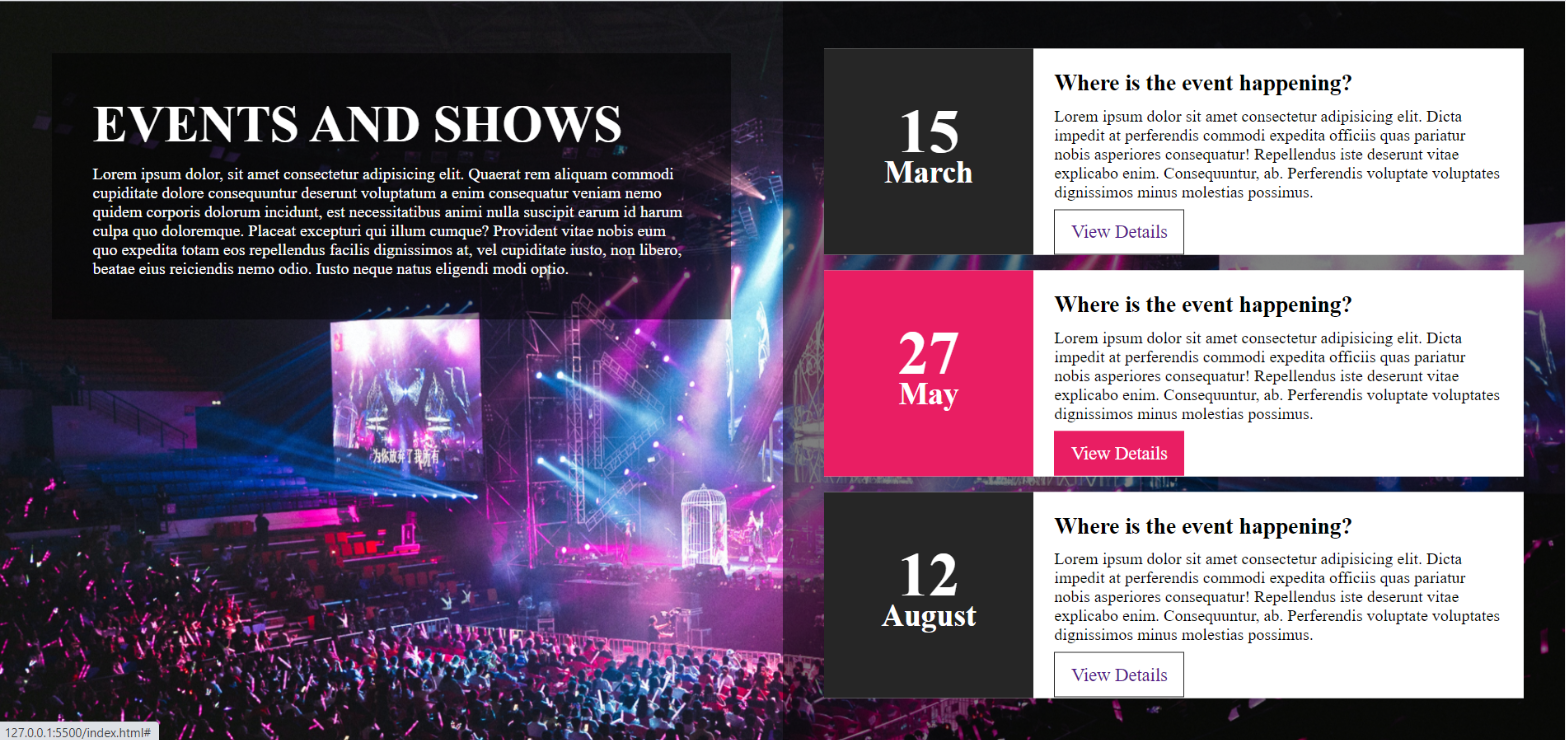 EVENTS AND SHOWS
Lorem ipsum dolor, sit amet consectetur adipisicing elit. Quaerat rem aliquam commodi
cupiditate dolore consequuntur deserunt voluptatum a enim consequatur veniam nemo
quidem corporis dolorum incidunt, est necessitatibus animi nulla suscipit earum id harum
culpa quo doloremque. Placeat excepturi qui illum cumque? Provident vitae nobis eum
quo expedita totam eos repellendus facilis dignissimos at, vel cupiditate iusto, non libero,
beatae eius reiciendis nemo odio. Iusto neque natus eligendi modi optio.
为你放弃了我所有
15
March
Where is the event happening?
Lorem ipsum dolor sit amet consectetur adipisicing elit. Dicta
impedit at perferendis commodi expedita officiis quas pariatur
nobis asperiores consequatur! Repellendus iste deserunt vitae
explicabo enim. Consequuntur, ab. Perferendis voluptate voluptates
dignissimos minus molestias possimus.
View Details
27
May
Where is the event happening?
Lorem ipsum dolor sit amet consectetur adipisicing elit. Dicta
impedit at perferendis commodi expedita officiis quas pariatur
nobis asperiores consequatur! Repellendus iste deserunt vitae
explicabo enim. Consequuntur, ab. Perferendis voluptate voluptates
dignissimos minus molestias possimus.
View Details
12
August
Where is the event happening?
Lorem ipsum dolor sit amet consectetur adipisicing elit. Dicta
impedit at perferendis commodi expedita officiis quas pariatur
nobis asperiores consequatur! Repellendus iste deserunt vitae
explicabo enim. Consequuntur, ab. Perferendis voluptate voluptates
dignissimos minus molestias possimus.
View Details
127.0.0.1:5500/index.html#